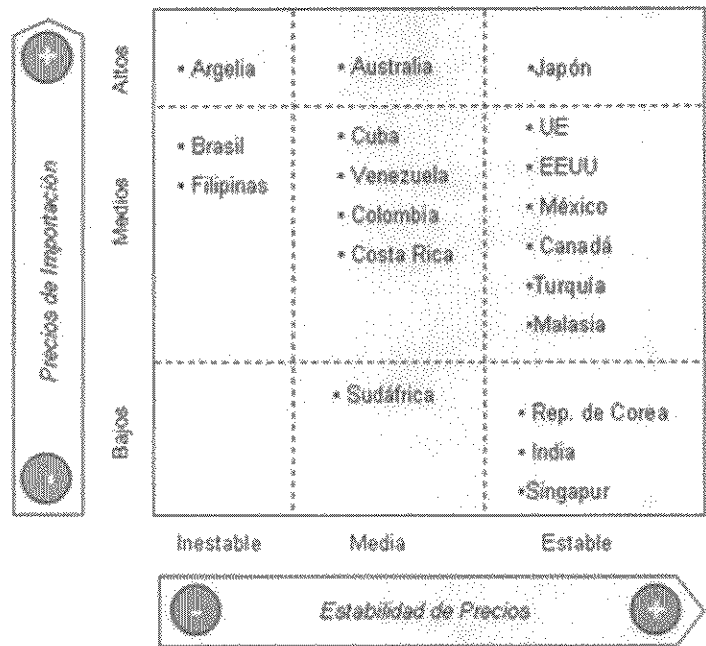 +
Altos
• Argelia
• Australia
•Japón
Precios de Importación
Medios
• Brasil
• Filipinas
• Cuba
• Venezuela
• Colombia
• Costa Rica
• UE
• EEUU
• México
• Canadá
•Turquía
•Malasia
Bajos
• Sudáfrica
• Rep. de Corea
• India
•Singapur
-
Inestable
Media
Estable
-
Estabilidad de Precios
+